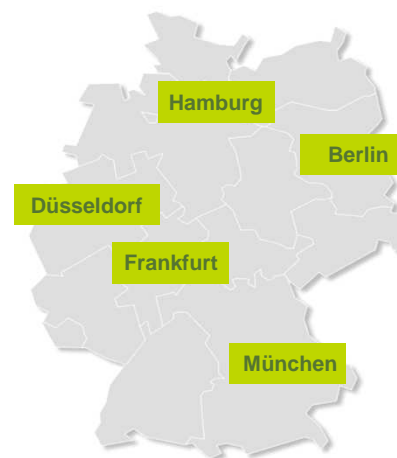 Hamburg
Berlin
Düsseldorf
Frankfurt
München